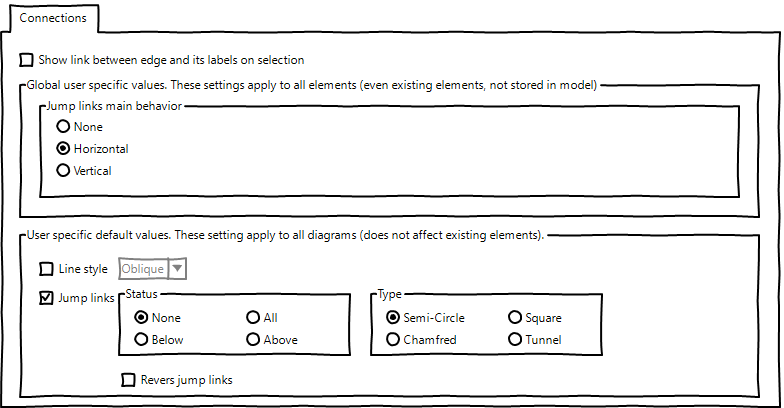 Connections
Show link between edge and its labels on selection
Global user specific values. These settings apply to all elements (even existing elements, not stored in model)
Jump links main behavior
None
Horizontal
Vertical
User specific default values. These setting apply to all diagrams (does not affect existing elements).
Line style Oblique
Jump links Status Type
None All Semi-Circle Square
Below Above Chamfred Tunnel
Revers jump links